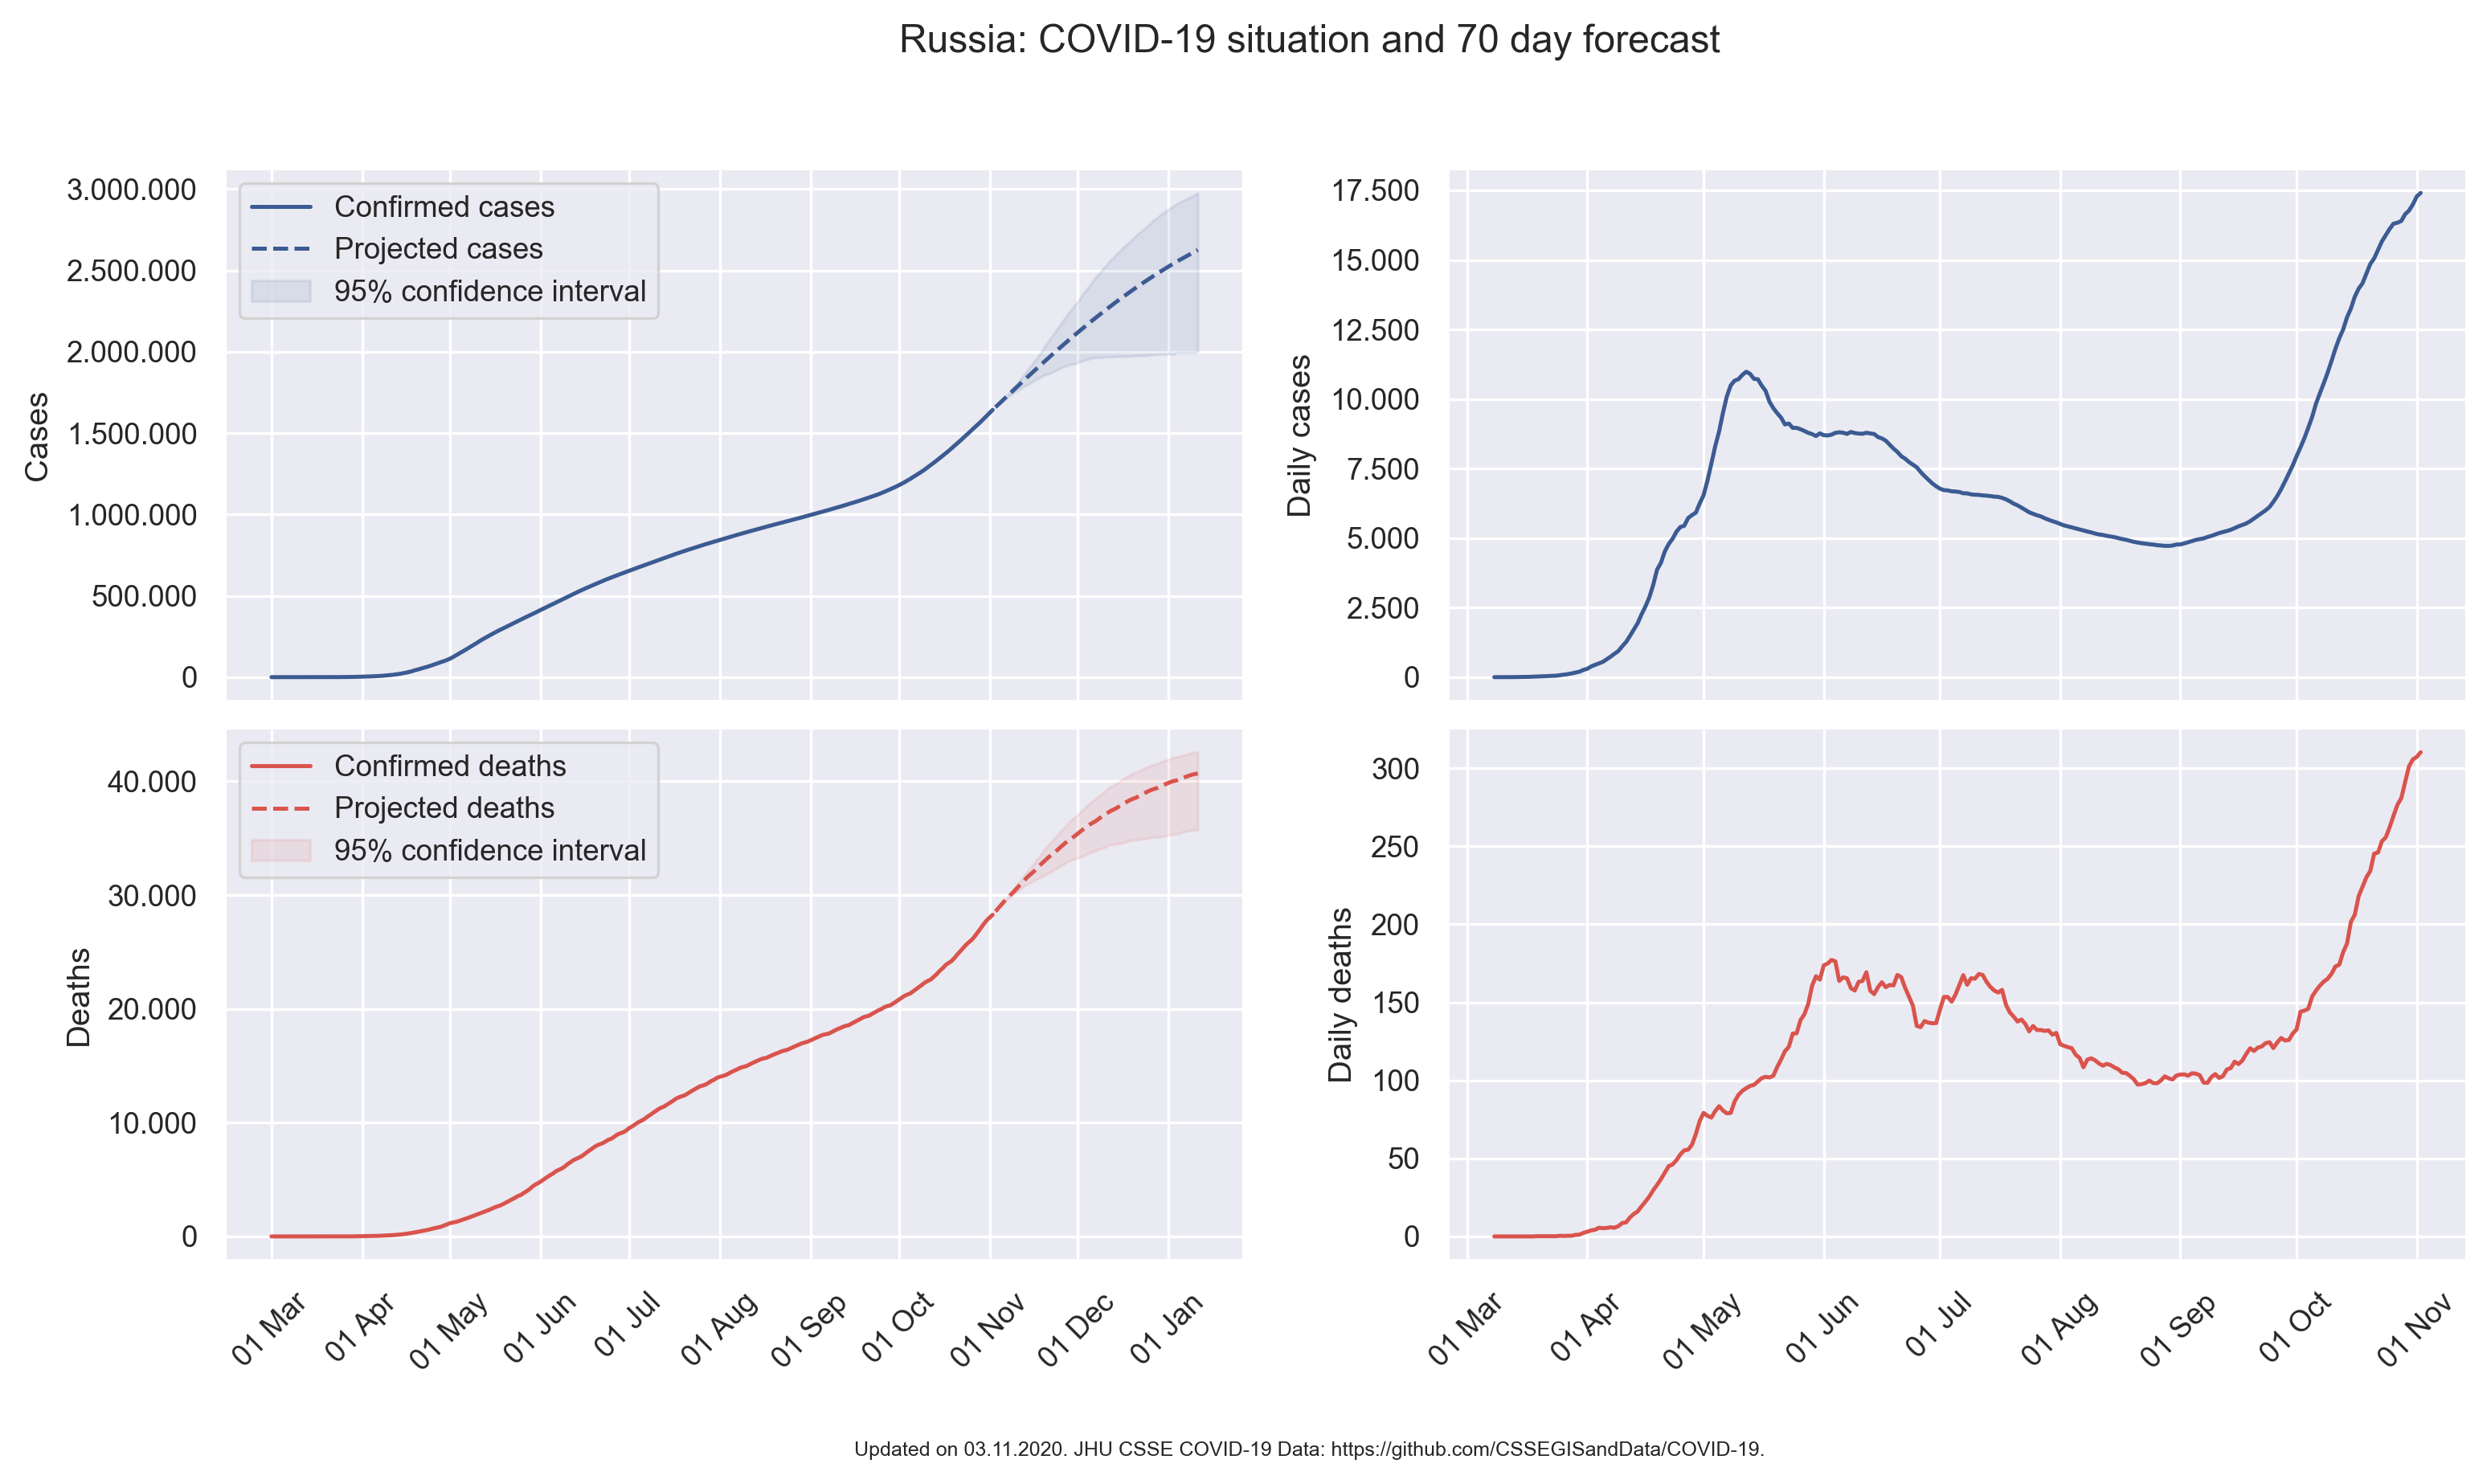 Russia: COVID-19 situation and 70 day forecast
Cases
3.000.000
2.500.000
2.000.000
1.500.000
1.000.000
500.000
0
Confirmed cases
Projected cases
95% confidence interval
Daily cases
17.500
15.000
12.500
10.000
7.500
5.000
2.500
0
Deaths
40.000
30.000
20.000
10.000
0
Confirmed deaths
Projected deaths
95% confidence interval
01 Mar
01 Apr
01 May
01 Jun
01 Jul
01 Aug
01 Sep
01 Oct
01 Nov
01 Dec
01 Jan
Daily deaths
300
250
200
150
100
50
0
01 Mar
01 Apr
01 May
01 Jun
01 Jul
01 Aug
01 Sep
01 Oct
01 Nov
Updated on 03.11.2020. JHU CSSE COVID-19 Data: https://github.com/CSSEGISandData/COVID-19.